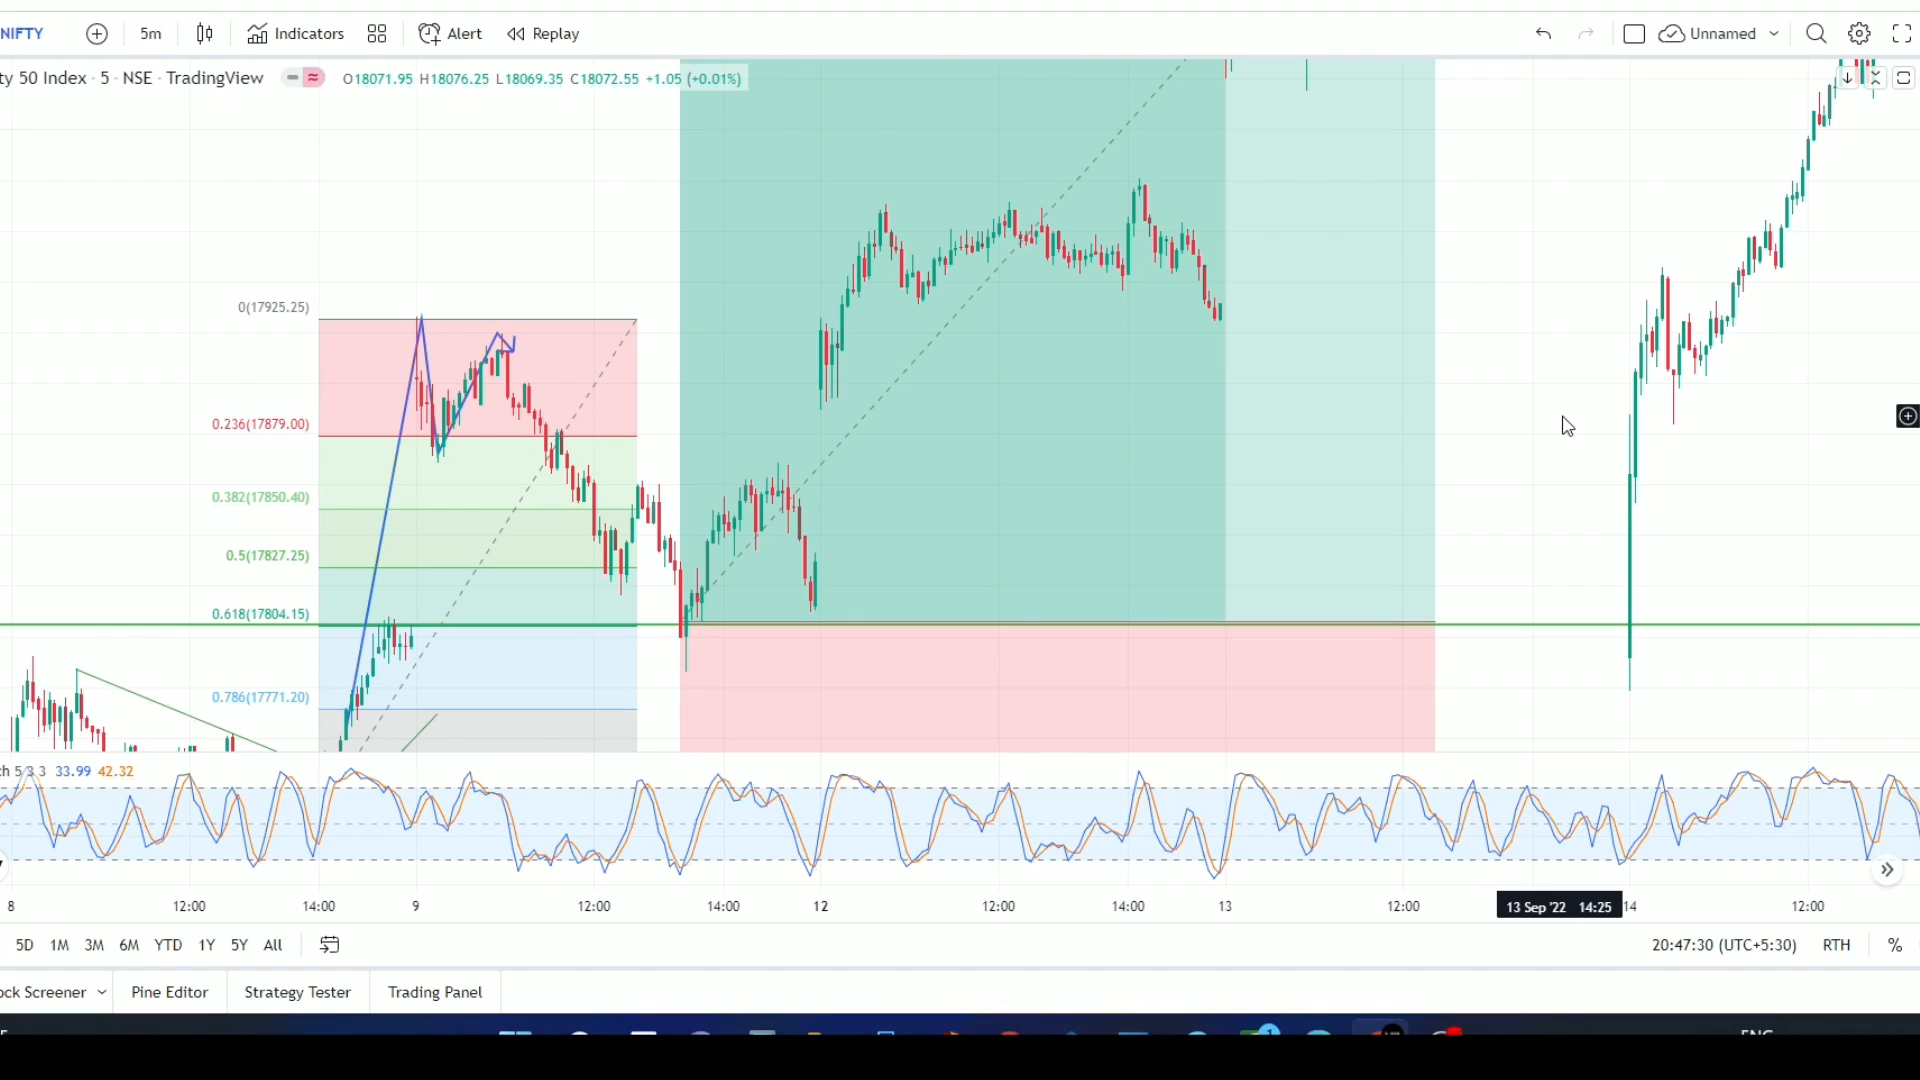 NIFTY 5m Indicators Alert Replay Unnamed
ty 50 Index · 5 · NSE · TradingView O18071.95 H18076.25 L18069.35 C18072.55 +1.05 (+0.01%)
0(17925.25)
0.236(17879.00)
0.382(17850.40)
0.5(17827.25)
0.618(17804.15)
0.786(17771.20)
ch 5 3 3 33.99 42.32
8 12:00 14:00 9 12:00 14:00 12 12:00 14:00 13 12:00 13 Sep '22 14:25 14 12:00
5D 1M 3M 6M YTD 1Y 5Y All 20:47:30 (UTC+5:30) RTH %
ock Screener Pine Editor Strategy Tester Trading Panel
1